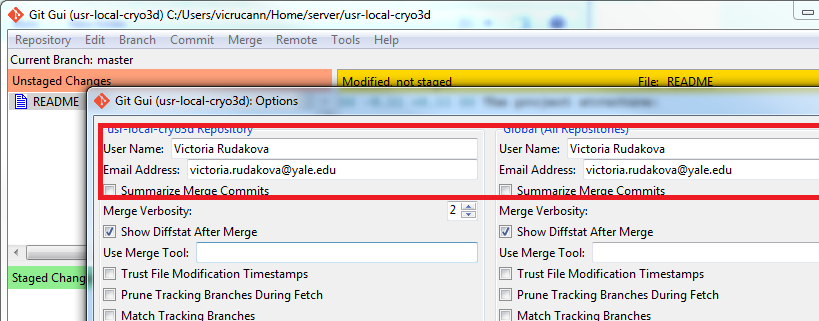 Git Gui (usr-local-cryo3d) C:/Users/vicrucann/Home/server/usr-local-cryo3d
Repository Edit Branch Commit Merge Remote Tools Help
Current Branch: master
Unstaged Changes
Modified, not staged File: README
README
Git Gui (usr-local-cryo3d): Options
usr-local-cryo3d Repository
Global (All Repositories)
User Name: Victoria Rudakova
User Name: Victoria Rudakova
Email Address: victoria.rudakova@yale.edu
Email Address: victoria.rudakova@yale.edu
Summarize Merge Commits
Summarize Merge Commits
Merge Verbosity: 2
Merge Verbosity:
Show Diffstat After Merge
Show Diffstat After Merge
Use Merge Tool:
Use Merge Tool:
Staged Chang
Trust File Modification Timestamps
Trust File Modification Timestamps
Prune Tracking Branches During Fetch
Prune Tracking Branches During Fetch
Match Tracking Branches
Match Tracking Branches